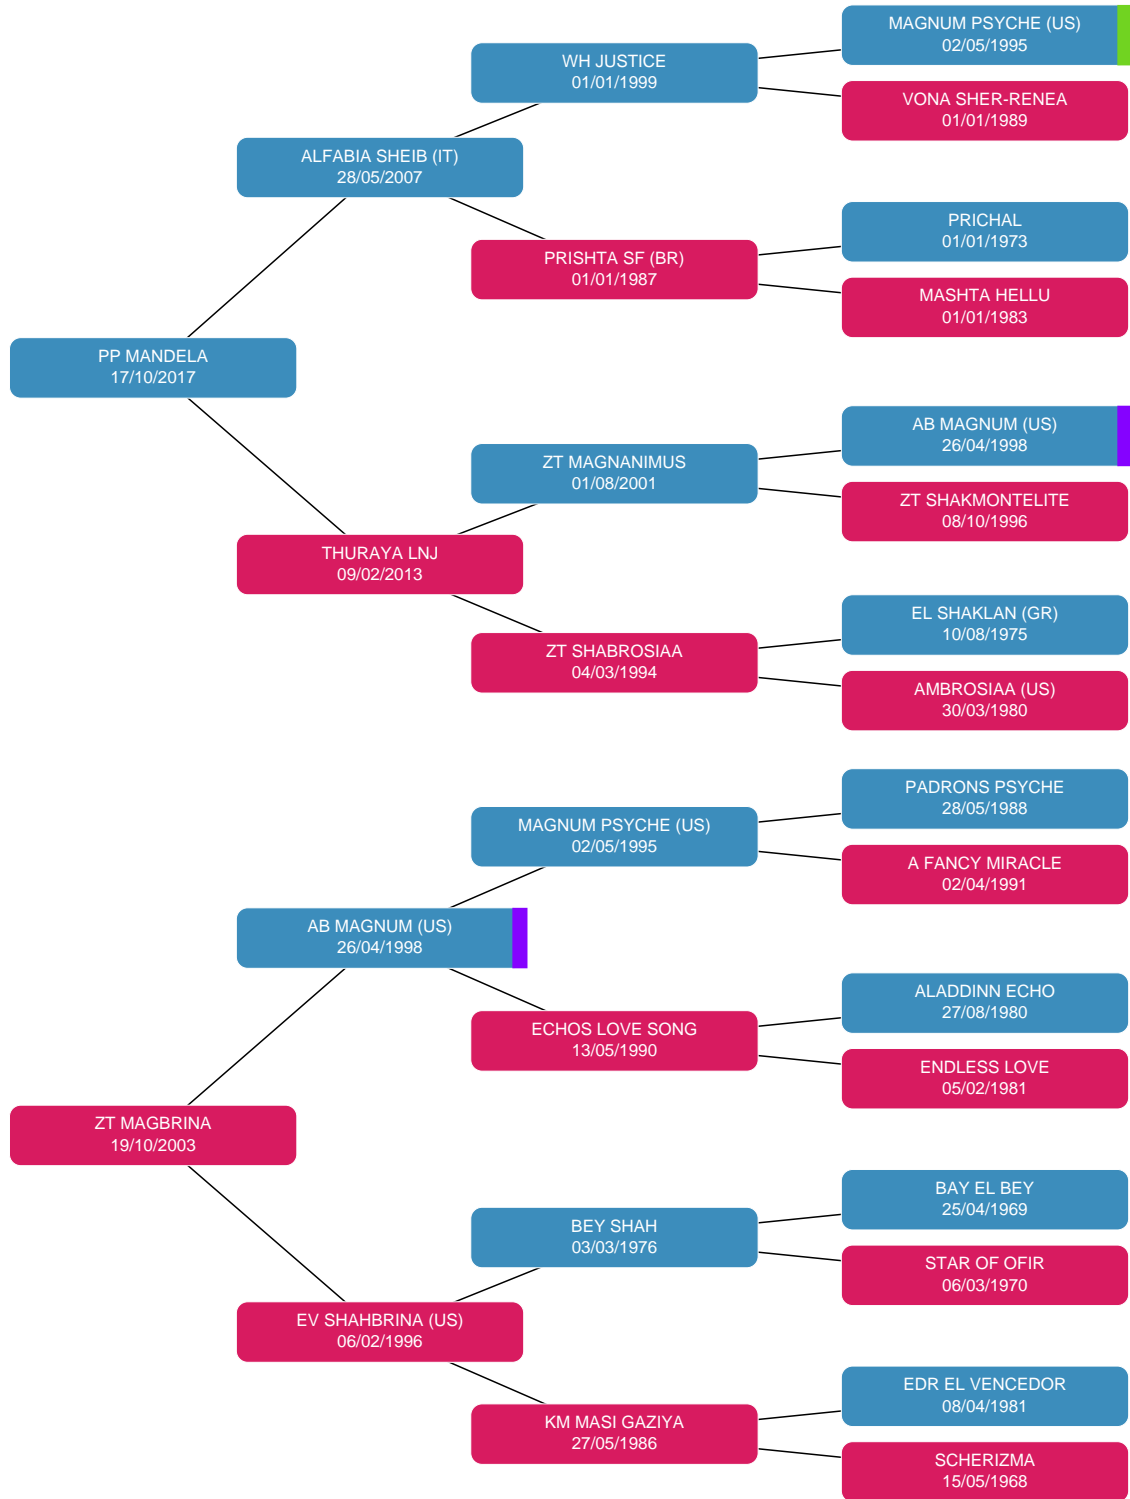 MAGNUM PSYCHE (US)
02/05/1995
WH JUSTICE
01/01/1999
VONA SHER-RENEA
01/01/1989
ALFABIA SHEIB (IT)
28/05/2007
PRICHAL
01/01/1973
PRISHTA SF (BR)
01/01/1987
MASHTA HELLU
01/01/1983
PP MANDELA
17/10/2017
AB MAGNUM (US)
26/04/1998
ZT MAGNANIMUS
01/08/2001
ZT SHAKMONTELITE
08/10/1996
THURAYA LNJ
09/02/2013
EL SHAKLAN (GR)
10/08/1975
ZT SHABROSIAA
04/03/1994
AMBROSIAA (US)
30/03/1980
PADRONS PSYCHE
28/05/1988
MAGNUM PSYCHE (US)
02/05/1995
A FANCY MIRACLE
02/04/1991
AB MAGNUM (US)
26/04/1998
ALADDINN ECHO
27/08/1980
ECHOS LOVE SONG
13/05/1990
ENDLESS LOVE
05/02/1981
ZT MAGBRINA
19/10/2003
BAY EL BEY
25/04/1969
BEY SHAH
03/03/1976
STAR OF OFIR
06/03/1970
EV SHAHBRINA (US)
06/02/1996
EDR EL VENCEDOR
08/04/1981
KM MASI GAZIYA
27/05/1986
SCHERIZMA
15/05/1968